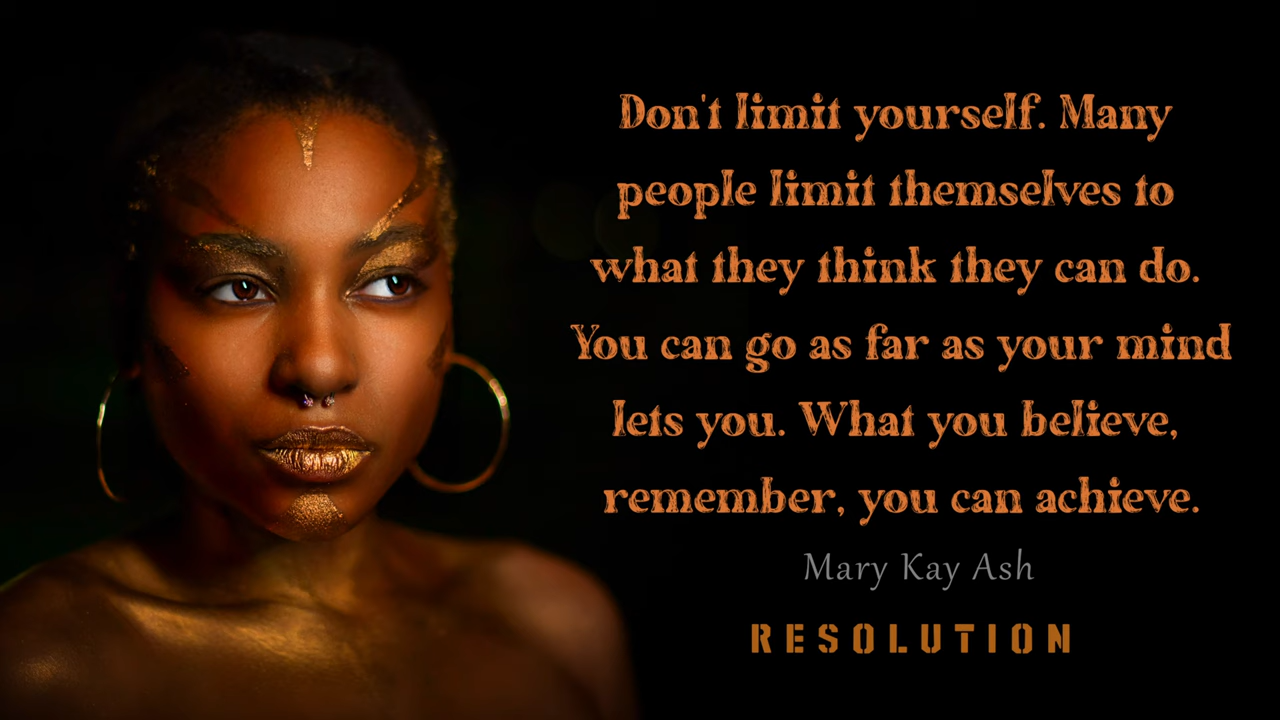 Don't limit yourself. Many
people limit themselves to
what they think they can do.
You can go as far as your mind
lets you. What you believe,
remember, you can achieve.
Mary Kay Ash
RESOLUTION